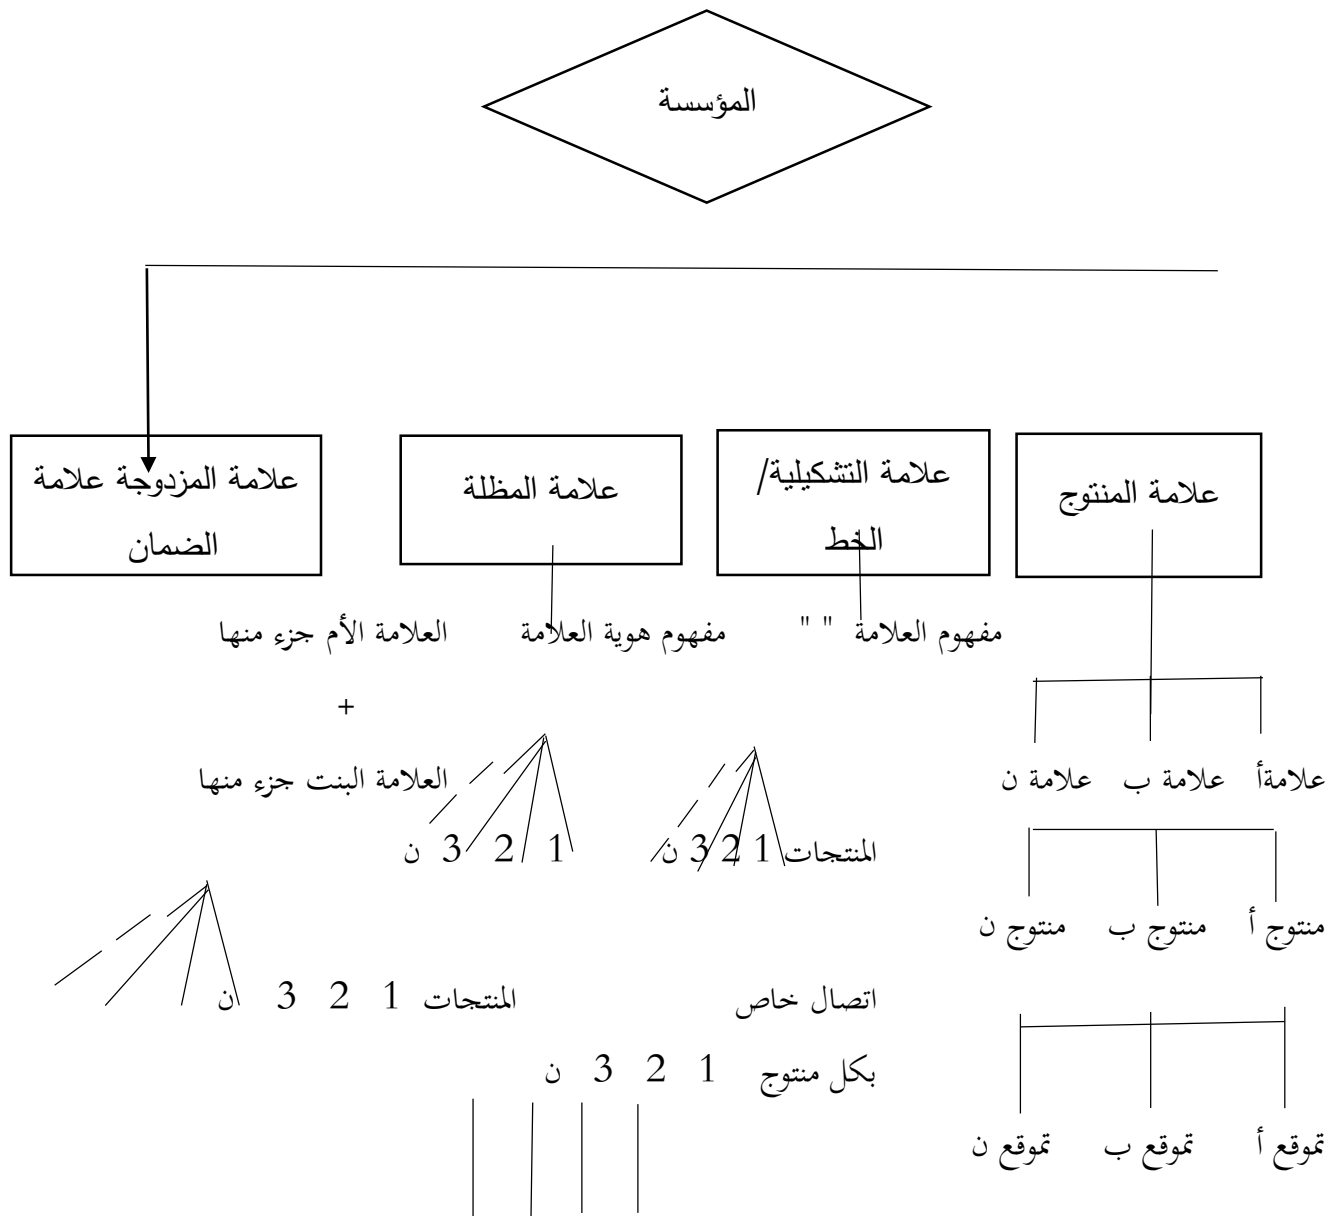 المؤسسة
علامة المنتوج
علامة التشكيلية/
الخط
علامة المظلة
علامة المزدوجة علامة
الضمان
مفهوم العلامة " "
مفهوم هوية العلامة
العلامة الأم جزء منها
+
العلامة البنت جزء منها
علامةأ علامة ب علامة ن
المنتجات 1 2 3 ن
1 2 3 ن
منتوج أ منتوج ب منتوج ن
اتصال خاص
المنتجات 1 2 3 ن
بكل منتوج 1 2 3 ن
تموقع أ تموقع ب تموقع ن